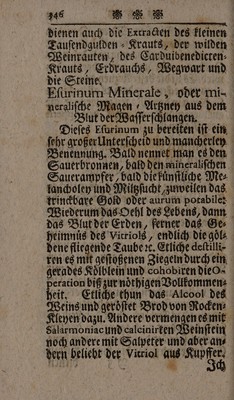 346
dienen auch die Extracten des kleinen
Tausendgulden-Krauts, der wilden
Weinrauten, des Carduibenedicten-
Krauts, Erdrauchs, Wegwart und
die Steine.
Esurinum Minerale, oder mi-
neralische Magen-Artzney aus dem
Blut der Wasserschlangen.
Dieses Esurinum zu bereiten ist ein
sehr grosser Unterscheid und mancherley
Benennung. Bald nennet man es den
Sauerbronnen, bald den mineralischen
Sauerampfer, bald die künstliche Me-
lancholey und Miltzsucht, zuweilen das
trinckbare Gold oder aurum potabile:
Wiederum das Oehl des Lebens, dann
das Blut der Erden, ferner das Ge-
heimnüs des Vitriols, endlich die göl-
dene fliegende Taube ꝛc. Etliche destilli-
ren es mit gestoßenen Ziegeln durch ein
gerades Kölblein und cohobiren die O-
peration biß zur nöthigen Vollkommen-
heit. Etliche thun das Alcool des
Weins und geröstet Brod von Rocken-
Kleyen dazu. Andere vermengen es mit
Salarmoniac und calcinirten Weinstein
noch andere mit Salpeter und aber an-
dern beliebt der Vitriol aus Kupfer.
Ich